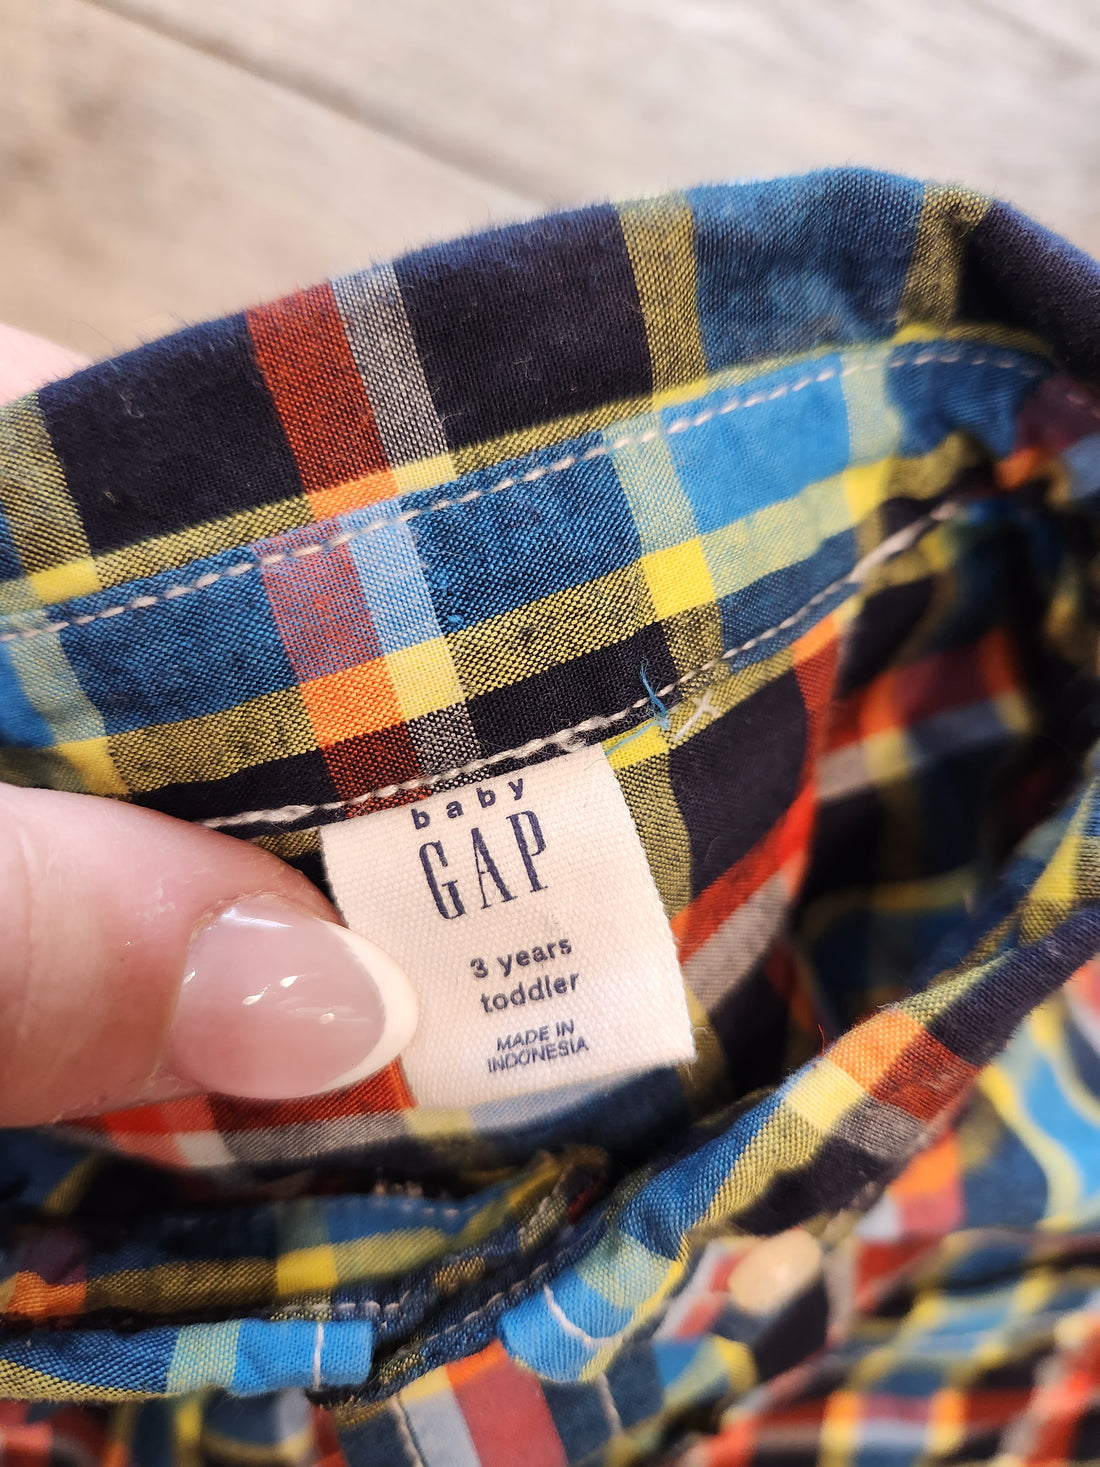 baby
GAP
3 years
toddler
MADE IN
INDONESIA